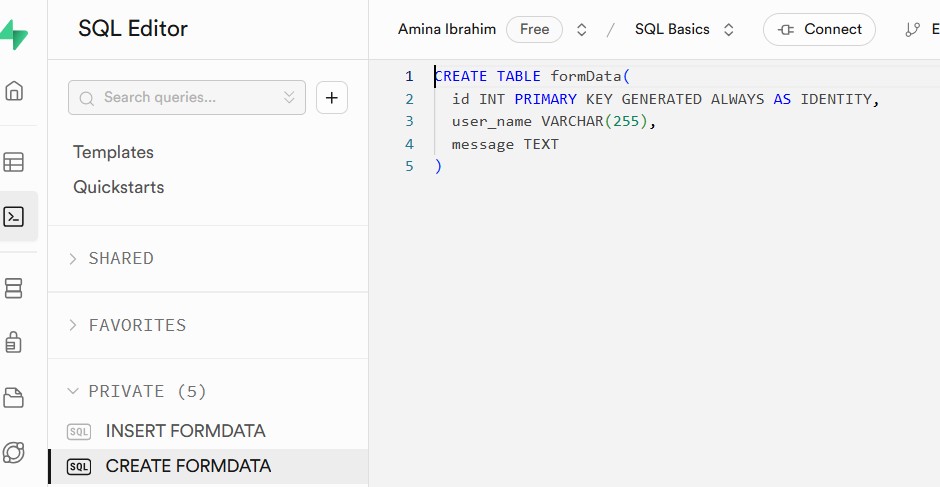 SQL Editor
Amina Ibrahim Free / SQL Basics Connect
Search queries...
Templates
Quickstarts
SHARED
FAVORITES
PRIVATE (5)
SQL INSERT FORMDATA
SQL CREATE FORMDATA
1 CREATE TABLE formData(
2 id INT PRIMARY KEY GENERATED ALWAYS AS IDENTITY,
3 user_name VARCHAR(255),
4 message TEXT
5 )